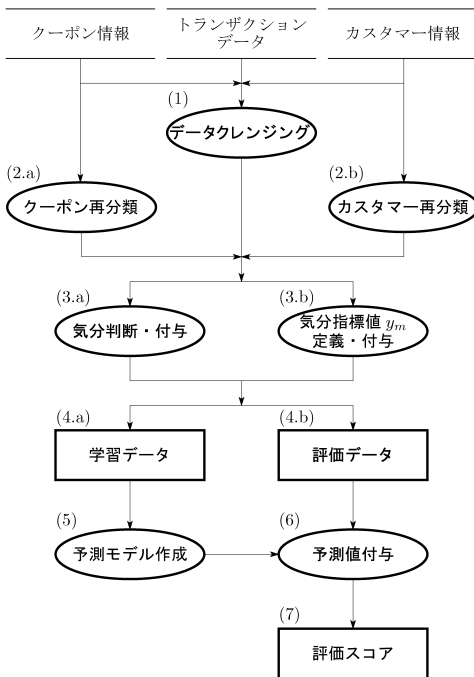 クーポン情報
トランザクション
データ
カスタマー情報
(1)
データクレンジング
(2.a)
クーポン再分類
(2.b)
カスタマー再分類
(3.a)
気分判断・付与
(3.b)
気分指標値 yₘ
定義・付与
(4.a)
学習データ
(4.b)
評価データ
(5)
予測モデル作成
(6)
予測値付与
(7)
評価スコア